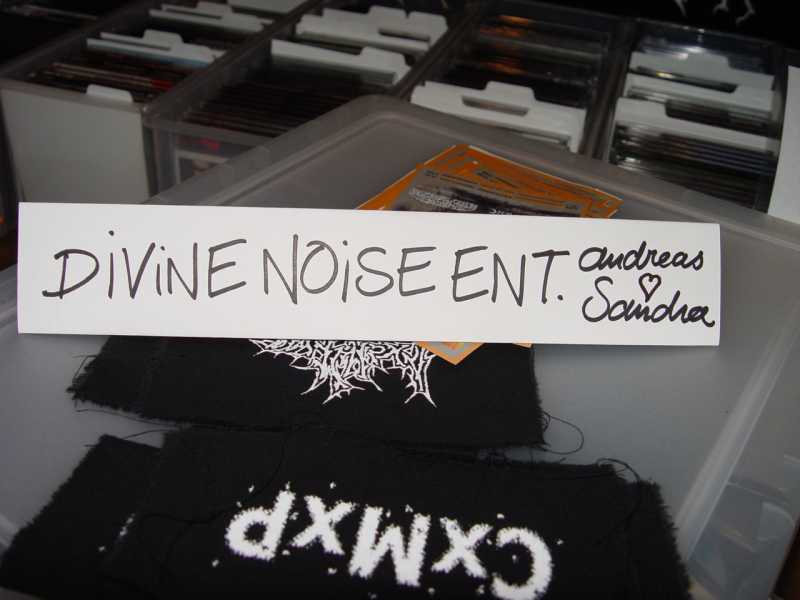 DiViNE NOiSE ENT.
andreas
♡
Sandra
CxMxP